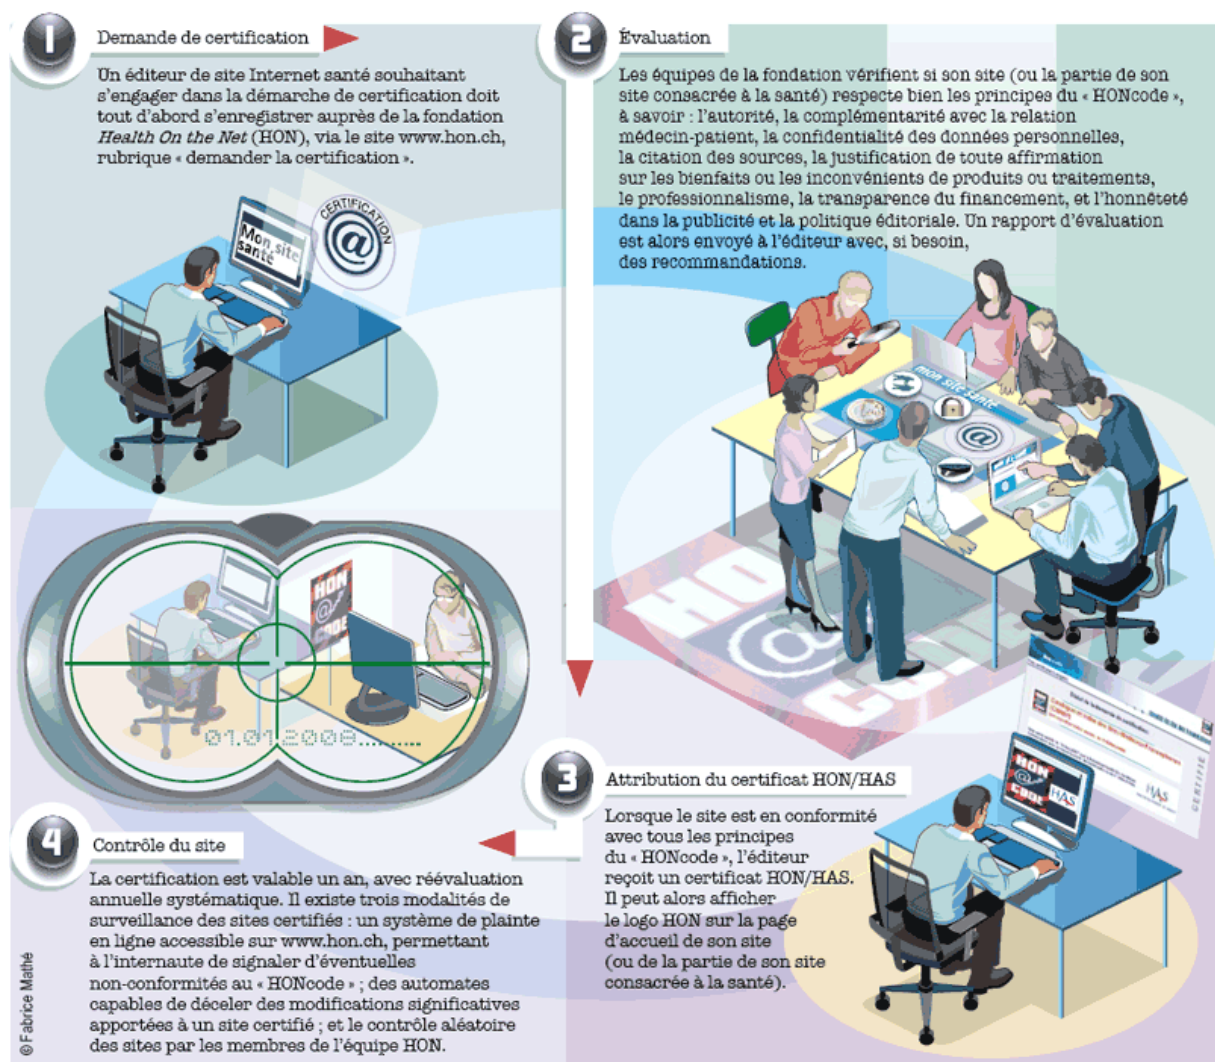 1
Demande de certification
Un éditeur de site Internet santé souhaitant
s'engager dans la démarche de certification doit
tout d'abord s'enregistrer auprès de la fondation
Health On the Net (HON), via le site www.hon.ch,
rubrique « demander la certification ».
Mon site
santé
CERTIFICATION
@
2
Évaluation
Les équipes de la fondation vérifient si son site (ou la partie de son
site consacrée à la santé) respecte bien les principes du « HONcode »,
à savoir : l'autorité, la complémentarité avec la relation
médecin-patient, la confidentialité des données personnelles,
la citation des sources, la justification de toute affirmation
sur les bienfaits ou les inconvénients de produits ou traitements,
le professionnalisme, la transparence du financement, et l'honnêteté
dans la publicité et la politique éditoriale. Un rapport d'évaluation
est alors envoyé à l'éditeur avec, si besoin,
des recommandations.
mon site santé
@
HON
@
CODE
3
Attribution du certificat HON/HAS
Lorsque le site est en conformité
avec tous les principes
du « HONcode », l'éditeur
reçoit un certificat HON/HAS.
Il peut alors afficher
le logo HON sur la page
d'accueil de son site
(ou de la partie de son site
consacrée à la santé).
HON
@
CODE
HAS
HAS
CERTIFIE
HON
@
CODE
01.01.2008.........
4
Contrôle du site
La certification est valable un an, avec réévaluation
annuelle systématique. Il existe trois modalités de
surveillance des sites certifiés : un système de plainte
en ligne accessible sur www.hon.ch, permettant
à l'internaute de signaler d'éventuelles
non-conformités au « HONcode » ; des automates
capables de déceler des modifications significatives
apportées à un site certifié ; et le contrôle aléatoire
des sites par les membres de l'équipe HON.
© Fabrice Mathé